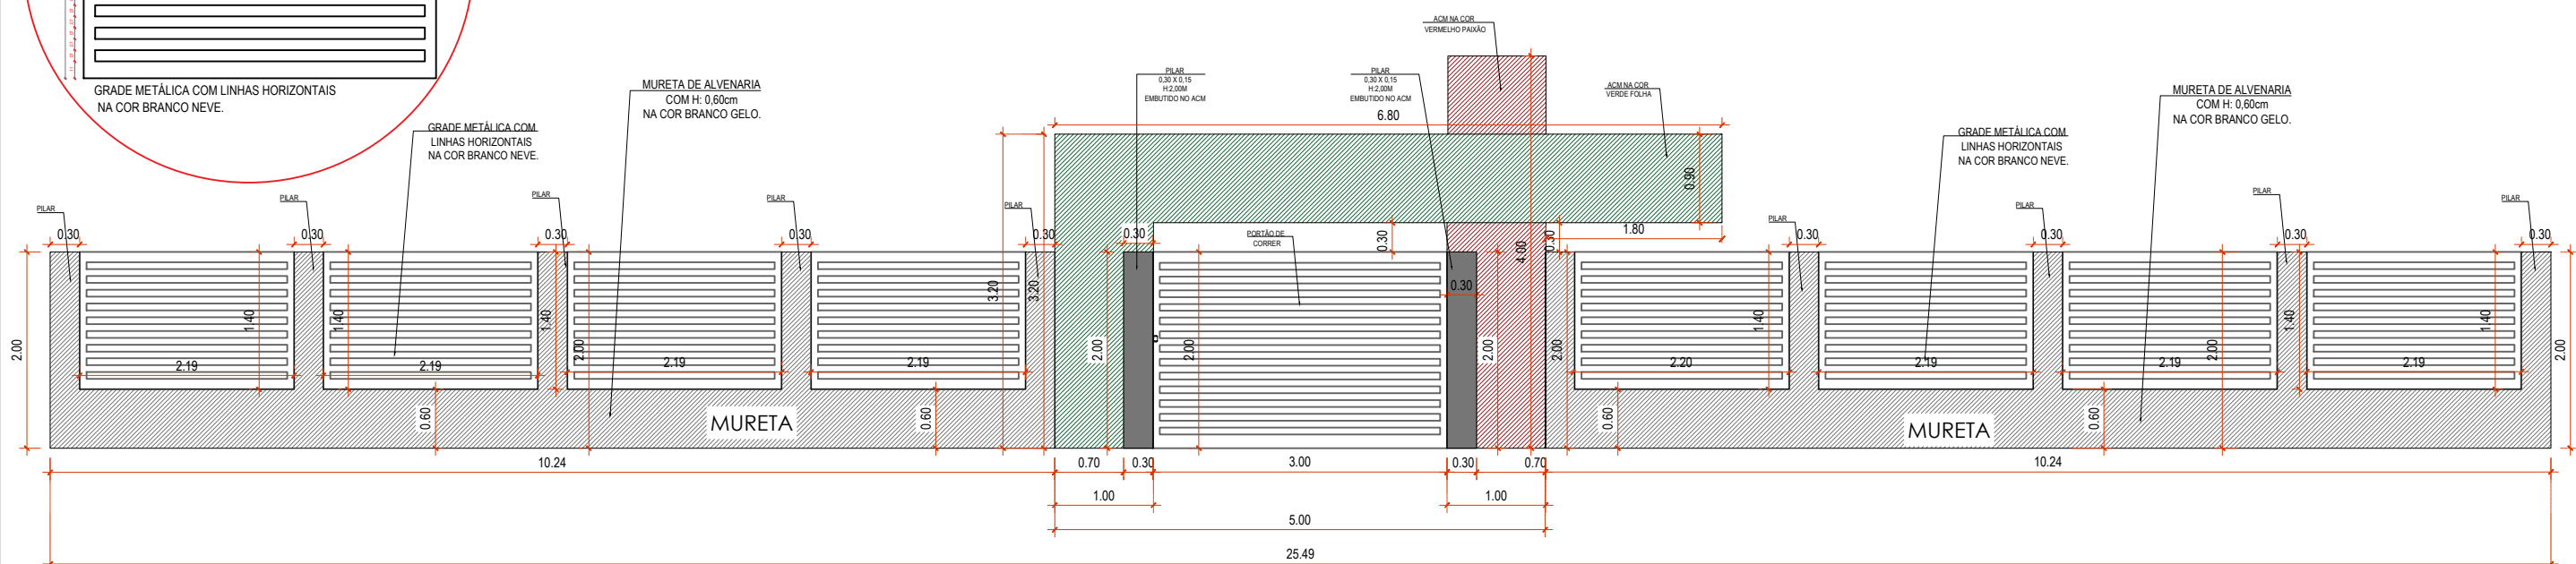 GRADE METÁLICA COM LINHAS HORIZONTAIS
NA COR BRANCO NEVE.
GRADE METÁLICA COM
LINHAS HORIZONTAIS
NA COR BRANCO NEVE.
MURETA DE ALVENARIA
COM H: 0,60cm
NA COR BRANCO GELO.
PILAR
0,30 X 0,15
H:2,00M
EMBUTIDO NO ACM
PILAR
0,30 X 0,15
H:2,00M
EMBUTIDO NO ACM
ACM NA COR
VERMELHO PAIXÃO
ACM NA COR
VERDE FOLHA
6.80
GRADE METÁLICA COM
LINHAS HORIZONTAIS
NA COR BRANCO NEVE.
MURETA DE ALVENARIA
COM H: 0,60cm
NA COR BRANCO GELO.
PILAR
PILAR
PILAR
PILAR
PILAR
PILAR
PILAR
PILAR
PILAR
0.30
0.30
0.30
0.30
0.30
0.30
PORTÃO DE
CORRER
0.30
4.00
0.30
1.80
0.90
0.30
0.30
0.30
0.30
2.00
1.40
1.40
1.40
2.00
3.20
3.20
2.00
2.00
0.30
2.00
2.00
1.40
2.00
1.40
1.40
2.00
2.19
2.19
2.19
2.19
2.20
2.19
2.19
2.19
0.60
0.60
0.60
0.60
MURETA
MURETA
10.24
0.70
0.30
3.00
0.30
0.70
10.24
1.00
1.00
5.00
25.49